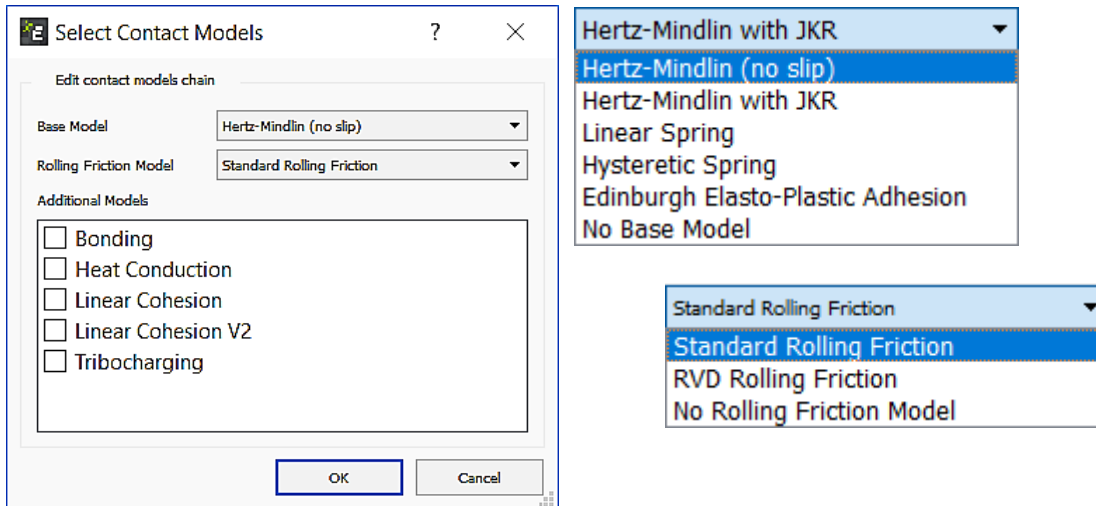 Select Contact Models ?
Edit contact models chain
Base Model Hertz-Mindlin (no slip)
Rolling Friction Model Standard Rolling Friction
Additional Models
Bonding
Heat Conduction
Linear Cohesion
Linear Cohesion V2
Tribocharging
OK Cancel
Hertz-Mindlin with JKR
Hertz-Mindlin (no slip)
Hertz-Mindlin with JKR
Linear Spring
Hysteretic Spring
Edinburgh Elasto-Plastic Adhesion
No Base Model
Standard Rolling Friction
Standard Rolling Friction
RVD Rolling Friction
No Rolling Friction Model